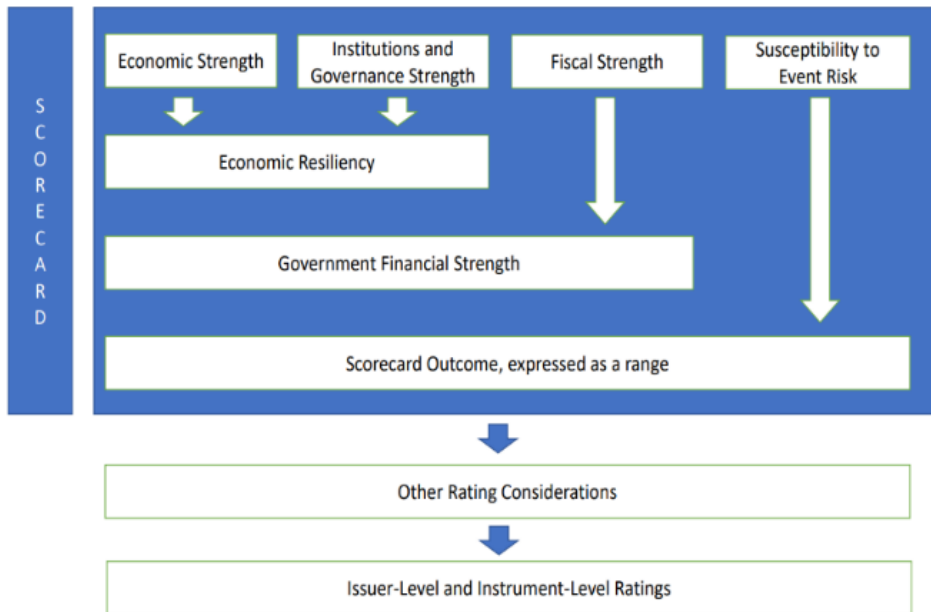 SCORECARD
Economic Strength
Institutions and
Governance Strength
Fiscal Strength
Susceptibility to
Event Risk
Economic Resiliency
Government Financial Strength
Scorecard Outcome, expressed as a range
Other Rating Considerations
Issuer-Level and Instrument-Level Ratings